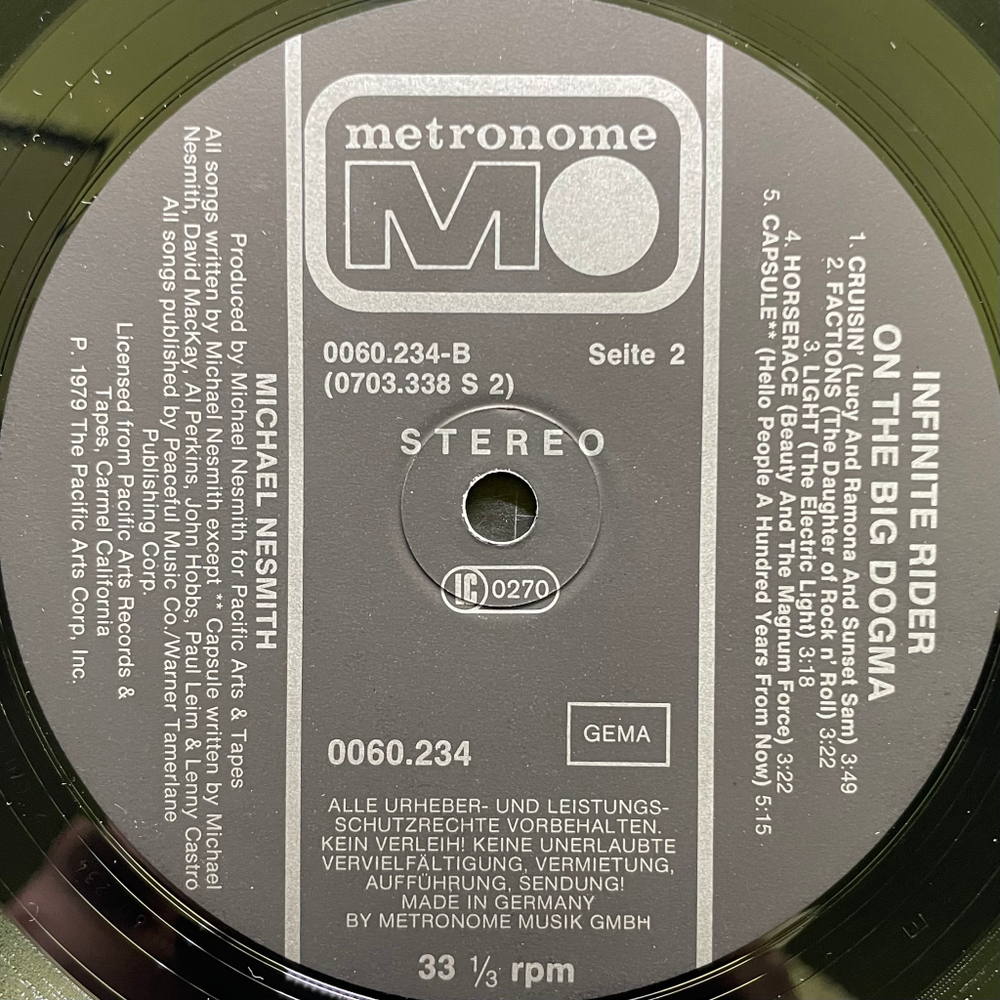 metronome
MO
0060.234-B Seite 2
(0703.338 S 2)
STEREO
LC 0270
GEMA
0060.234
ALLE URHEBER- UND LEISTUNGS-
SCHUTZRECHTE VORBEHALTEN.
KEIN VERLEIH! KEINE UNERLAUBTE
VERVIELFÄLTIGUNG, VERMIETUNG,
AUFFÜHRUNG, SENDUNG!
MADE IN GERMANY
BY METRONOME MUSIK GMBH
33 1/3 rpm
INFINITE RIDER
ON THE BIG DOGMA
1. CRUISIN' (Lucy And Ramona And Sunset Sam) 3:49
2. FACTIONS (The Daughter of Rock n' Roll) 3:22
3. LIGHT (The Electric Light) 3:18
4. HORSERACE (Beauty And The Magnum Force) 3:22
5. CAPSULE** (Hello People A Hundred Years From Now) 5:15
MICHAEL NESMITH
Produced by Michael Nesmith for Pacific Arts & Tapes
All songs written by Michael Nesmith except ** Capsule written by Michael
Nesmith, David MacKay, Al Perkins, John Hobbs, Paul Leim & Lenny Castro
All songs published by Peaceful Music Co./Warner Tamerlane
Publishing Corp.
Licensed from Pacific Arts Records &
Tapes, Carmel California
P. 1979 The Pacific Arts Corp, Inc.